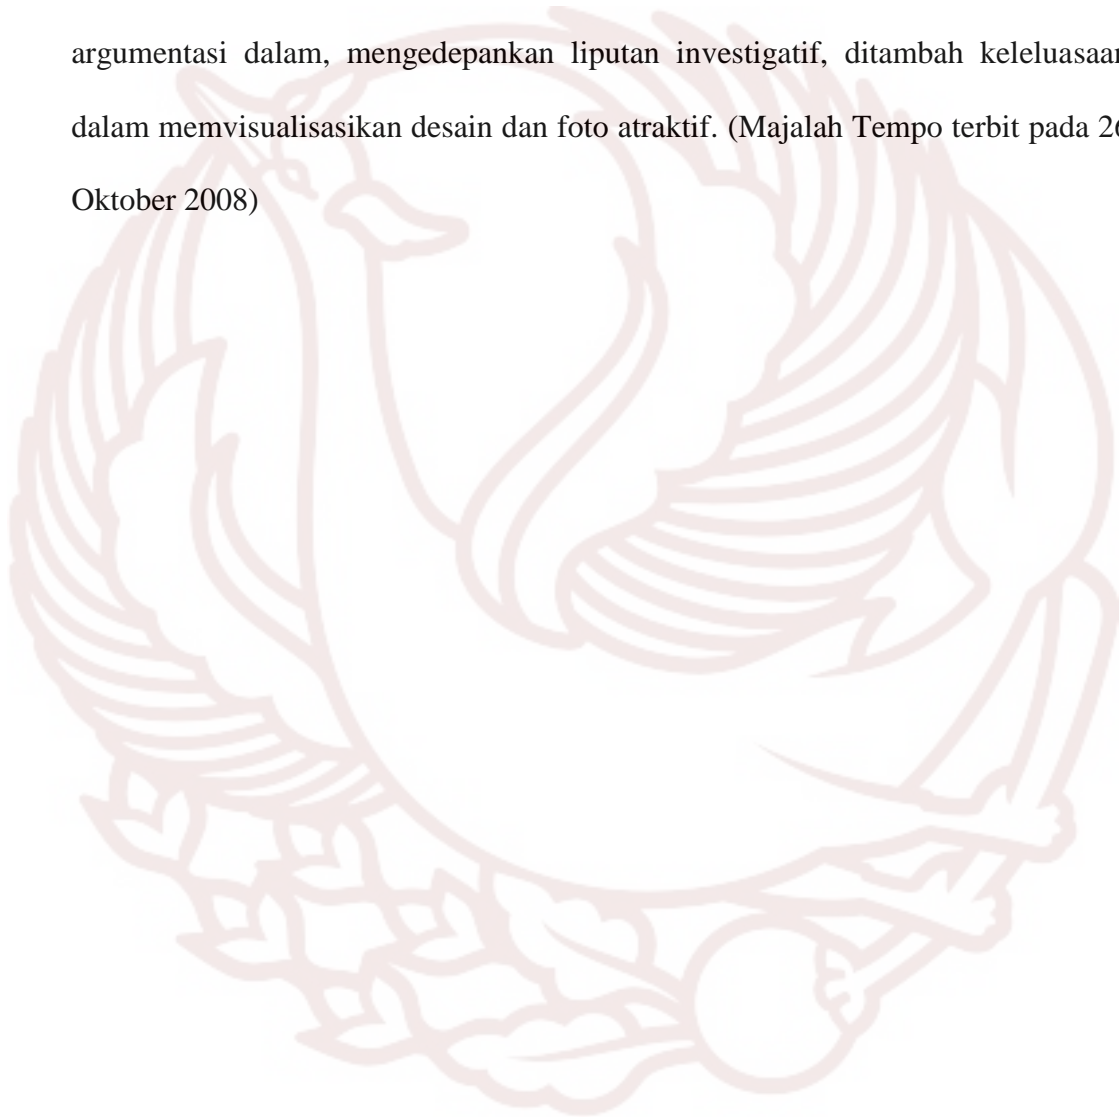 argumentasi dalam, mengedepankan liputan investigatif, ditambah keleluasaan
dalam memvisualisasikan desain dan foto atraktif. (Majalah Tempo terbit pada 26
Oktober 2008)